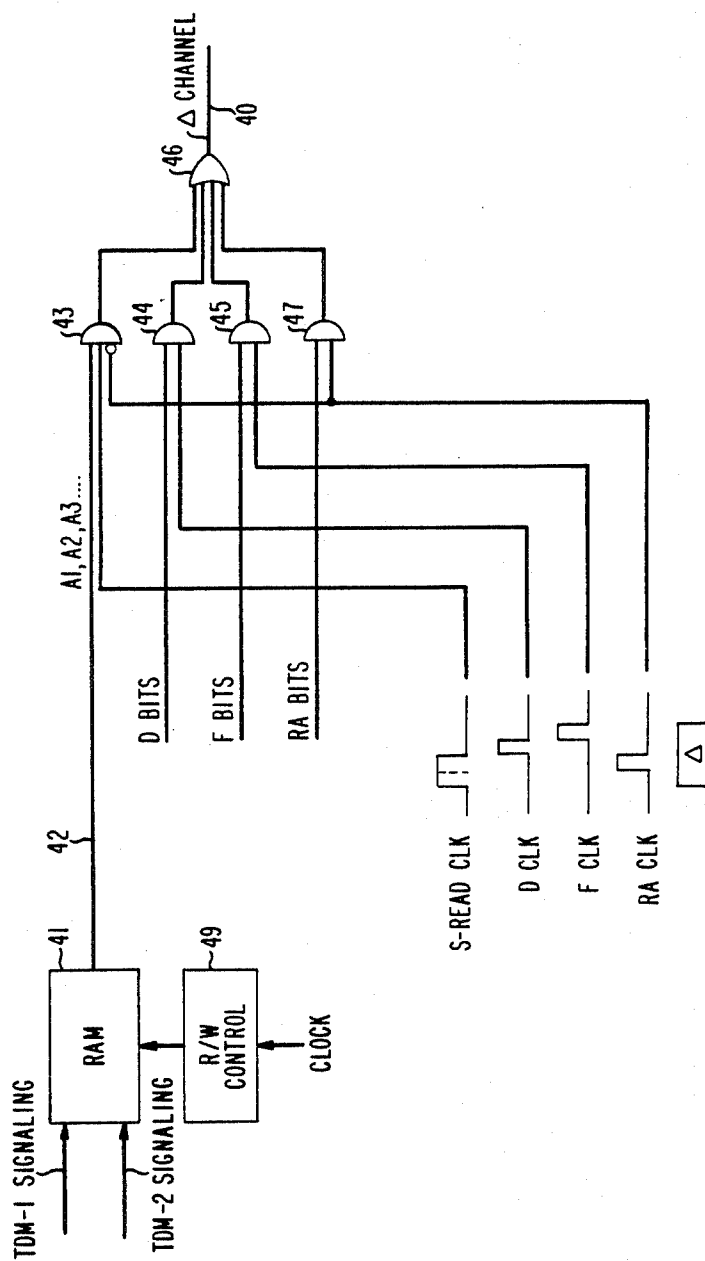 TDM-1 SIGNALING
TDM-2 SIGNALING
41
RAM
49
R/W
CONTROL
CLOCK
42
A1, A2, A3.....
D BITS
F BITS
RA BITS
43
44
45
47
46
Δ CHANNEL
40
S-READ CLK
D CLK
F CLK
RA CLK
Δ